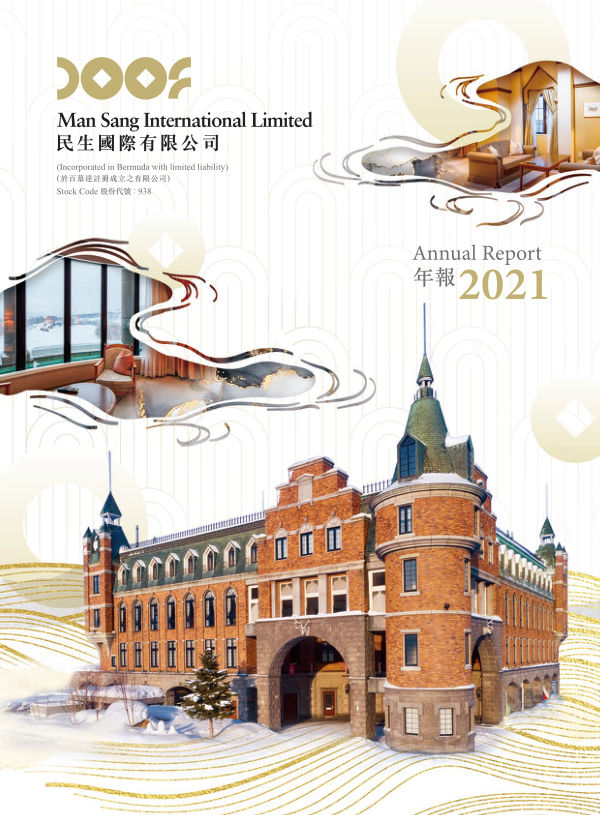 Man Sang International Limited
民生國際有限公司
(Incorporated in Bermuda with limited liability)
(於百慕達註冊成立之有限公司)
Stock Code 股份代號：938
Annual Report
年報 2021